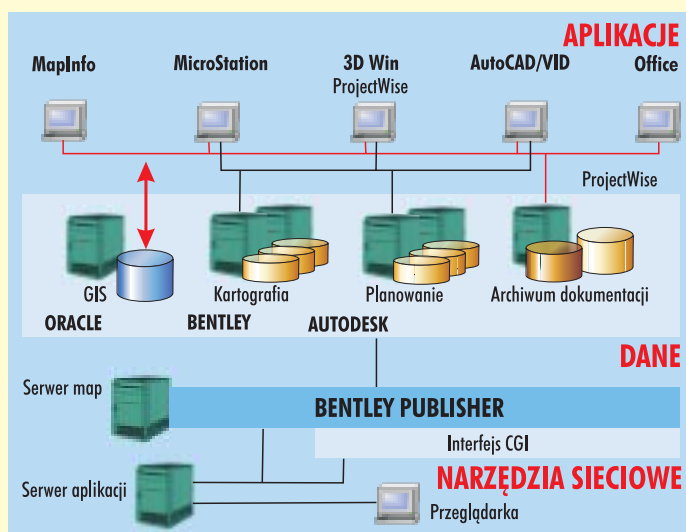 APLIKACJE
MapInfo
MicroStation
3D Win
AutoCAD/VID
Office
ProjectWise
ProjectWise
GIS
Kartografia
Planowanie
Archiwum dokumentacji
ORACLE
BENTLEY
AUTODESK
DANE
Serwer map
BENTLEY PUBLISHER
Interfejs CGI
NARZĘDZIA SIECIOWE
Serwer aplikacji
Przeglądarka